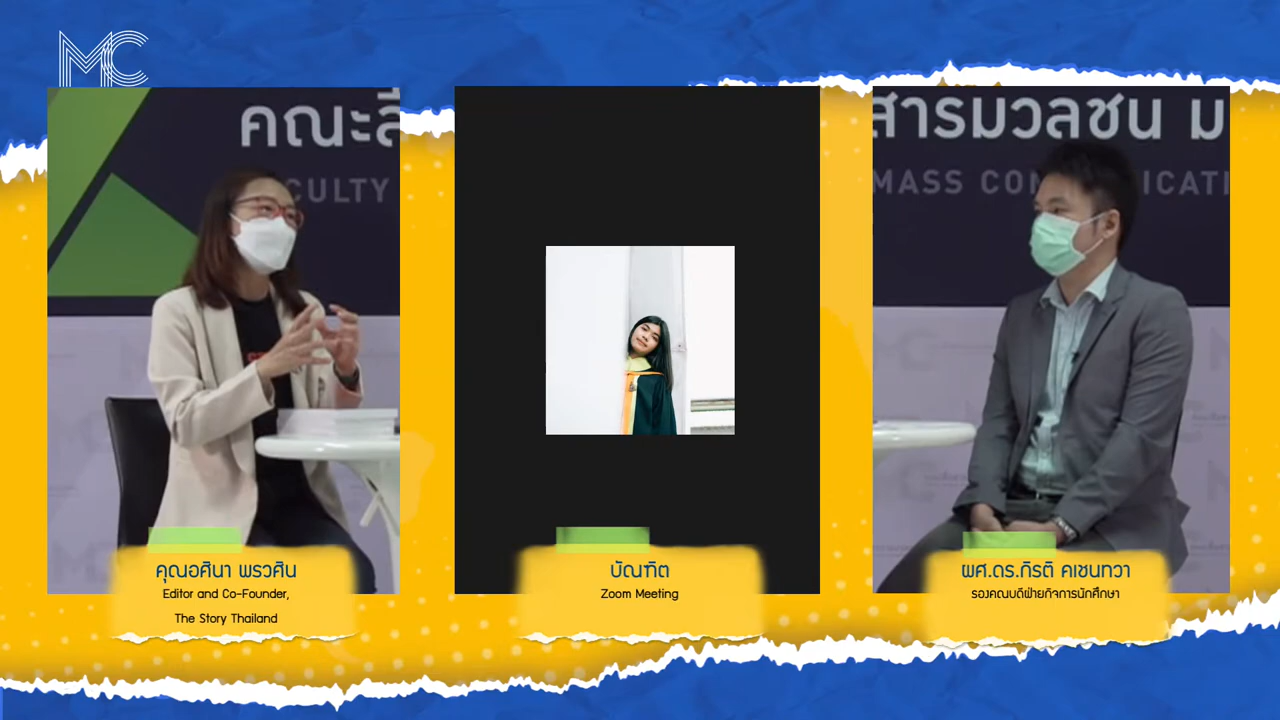 MC
คณะสื
CULTY
สารมวลชน ม
MASS COM ICATI
คุณอศินา พรวศิน
Editor and Co-Founder,
The Story Thailand
บัณฑิต
Zoom Meeting
ผศ.ดร.กิรติ คเชนทวา
รองคณบดีฝ่ายกิจการนักศึกษา